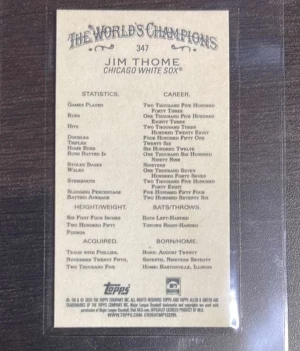 THE WORLD'S CHAMPIONS
347
JIM THOME
CHICAGO WHITE SOX®
STATISTICS. CAREER.
GAMES PLAYED TWO THOUSAND FIVE HUNDRED
FORTY THREE
RUNS ONE THOUSAND FIVE HUNDRED
EIGHTY THREE
HITS TWO THOUSAND THREE
HUNDRED TWENTY EIGHT
DOUBLES FOUR HUNDRED FIFTY ONE
TRIPLES TWENTY SIX
HOME RUNS SIX HUNDRED TWELVE
RUNS BATTED IN ONE THOUSAND SIX HUNDRED
NINETY NINE
STOLEN BASES NINETEEN
WALKS ONE THOUSAND SEVEN
HUNDRED FORTY SEVEN
STRIKEOUTS TWO THOUSAND FIVE HUNDRED
FORTY EIGHT
SLUGGING PERCENTAGE FIVE HUNDRED FIFTY FOUR
BATTING AVERAGE TWO HUNDRED SEVENTY SIX
HEIGHT/WEIGHT. BATS/THROWS.
SIX FOOT FOUR INCHES BATS LEFT-HANDED
TWO HUNDRED FIFTY THROWS RIGHT-HANDED
POUNDS
ACQUIRED. BORN/HOME.
TRADE WITH PHILLIES, BORN: AUGUST TWENTY
NOVEMBER TWENTY FIFTH, SEVENTH, NINETEEN SEVENTY
TWO THOUSAND FIVE HOME: BARTONVILLE, ILLINOIS
Topps
WWW.TOPPS.COM